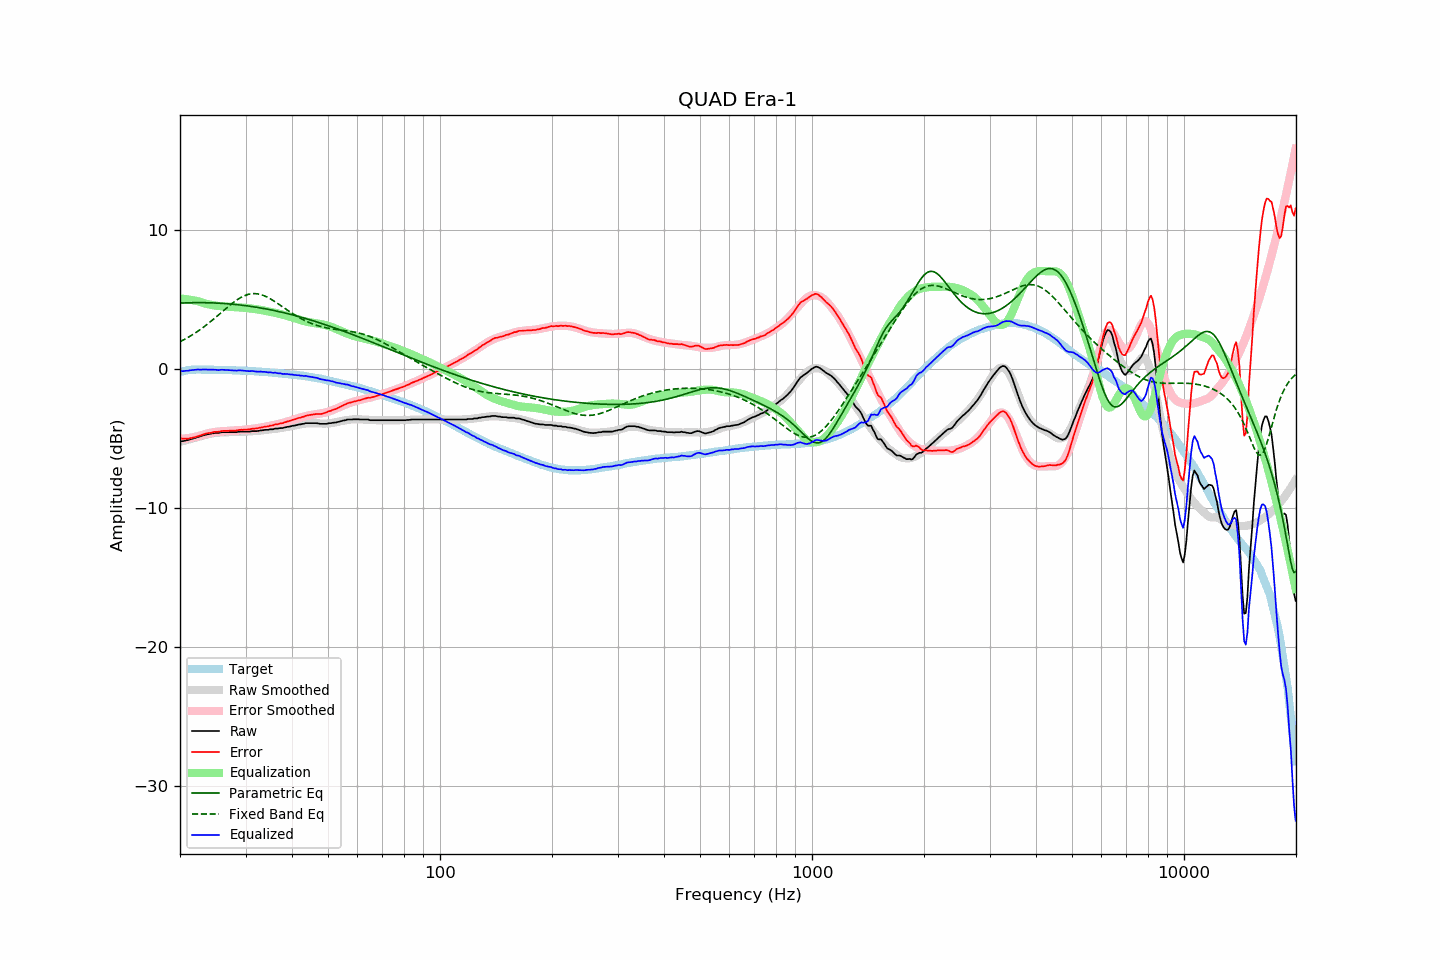 QUAD Era-1
Amplitude (dBr)
10
0
−10
−20
−30
Target
Raw Smoothed
Error Smoothed
Raw
Error
Equalization
Parametric Eq
Fixed Band Eq
Equalized
100
1000
10000
Frequency (Hz)